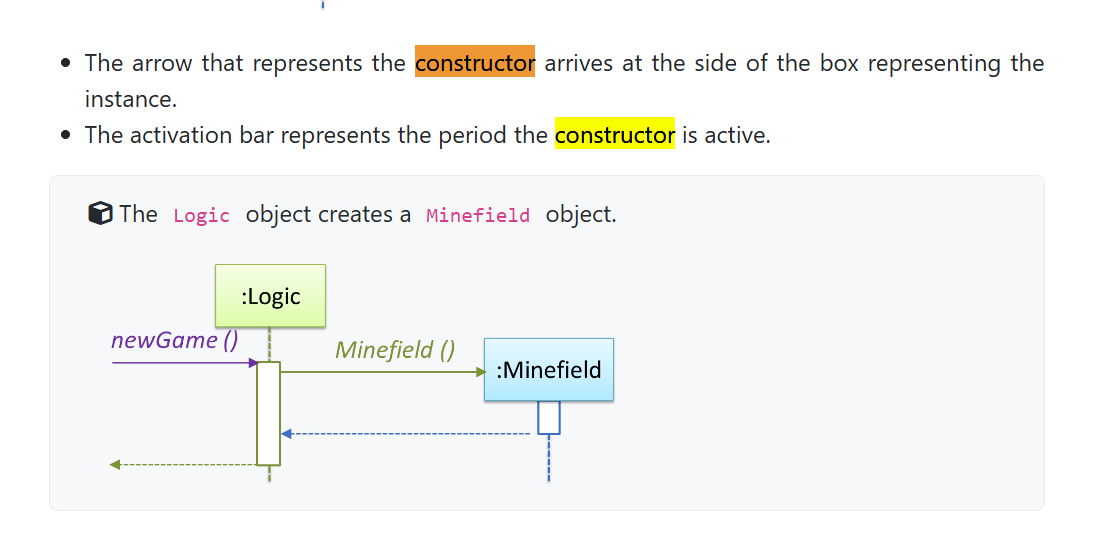 The arrow that represents the constructor arrives at the side of the box representing the
instance.
The activation bar represents the period the constructor is active.
The Logic object creates a Minefield object.
:Logic
newGame ()
Minefield ()
:Minefield